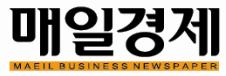 매일경제
MAEIL BUSINESS NEWSPAPER